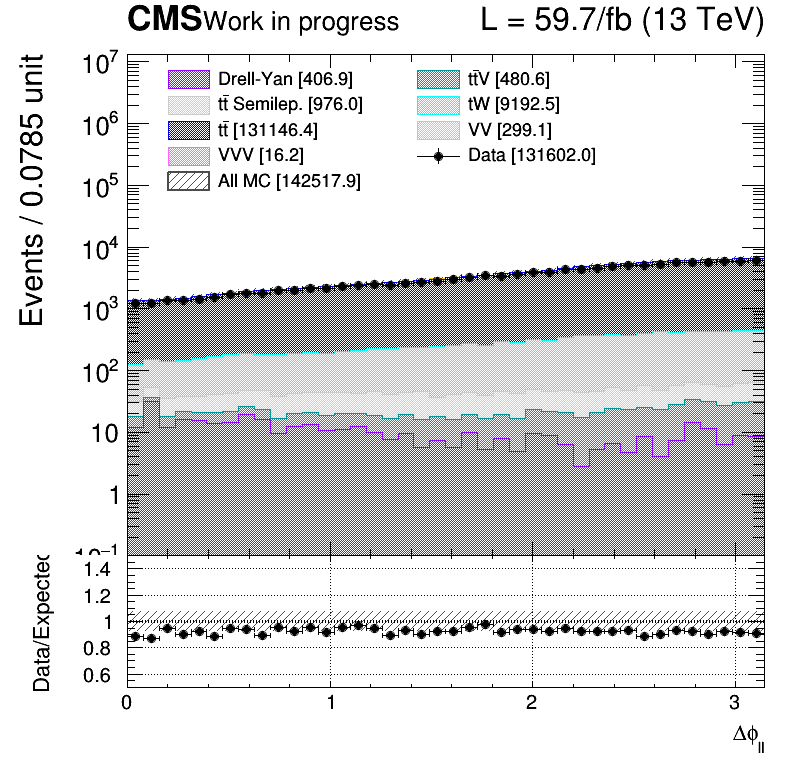 CMS Work in progress L = 59.7/fb (13 TeV)
Events / 0.0785 unit
10⁷
10⁶
10⁵
10⁴
10³
10²
10
1
10⁻¹
Drell-Yan [406.9]
tt̄ Semilep. [976.0]
tt̄ [131146.4]
VVV [16.2]
All MC [142517.9]
tt̄V [480.6]
tW [9192.5]
VV [299.1]
Data [131602.0]
Data/Expected
1.4
1.2
1
0.8
0.6
0 1 2 3
Δϕ_ll